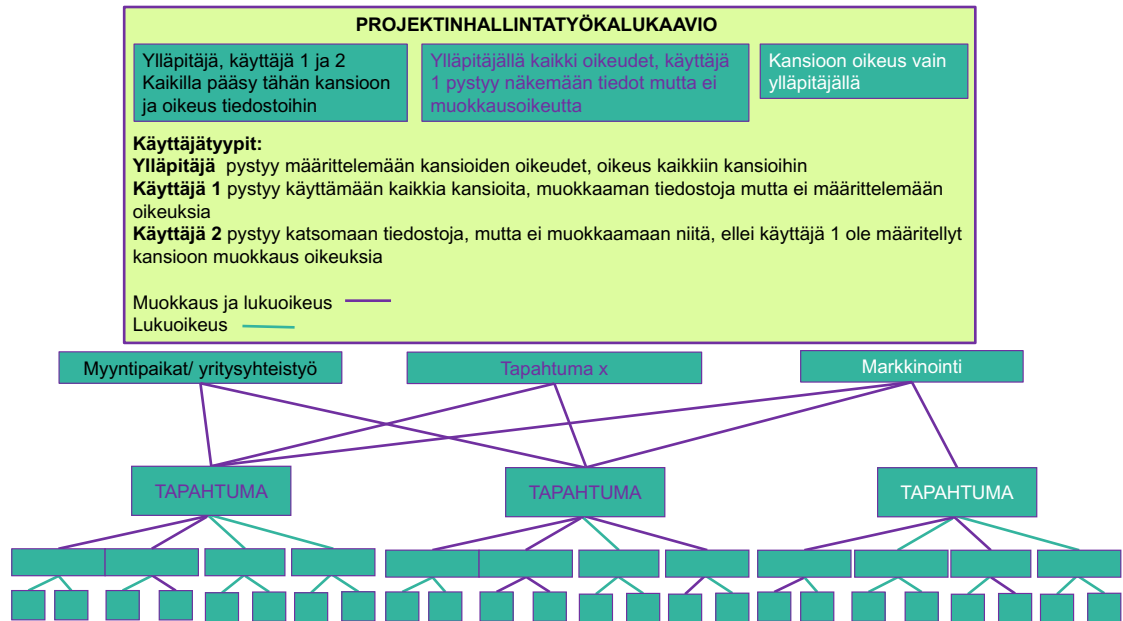 PROJEKTINHALLINTATYÖKALUKAAVIO
Ylläpitäjä, käyttäjä 1 ja 2
Kaikilla pääsy tähän kansioon
ja oikeus tiedostoihin
Ylläpitäjällä kaikki oikeudet, käyttäjä
1 pystyy näkemään tiedot mutta ei
muokkausoikeutta
Kansioon oikeus vain
ylläpitäjällä
Käyttäjätyypit:
Ylläpitäjä pystyy määrittelemään kansioiden oikeudet, oikeus kaikkiin kansioihin
Käyttäjä 1 pystyy käyttämään kaikkia kansioita, muokkaaman tiedostoja mutta ei määrittelemään
oikeuksia
Käyttäjä 2 pystyy katsomaan tiedostoja, mutta ei muokkaamaan niitä, ellei käyttäjä 1 ole määritellyt
kansioon muokkaus oikeuksia
Muokkaus ja lukuoikeus
Lukuoikeus
Myyntipaikat/ yritysyhteistyö
Tapahtuma x
Markkinointi
TAPAHTUMA
TAPAHTUMA
TAPAHTUMA